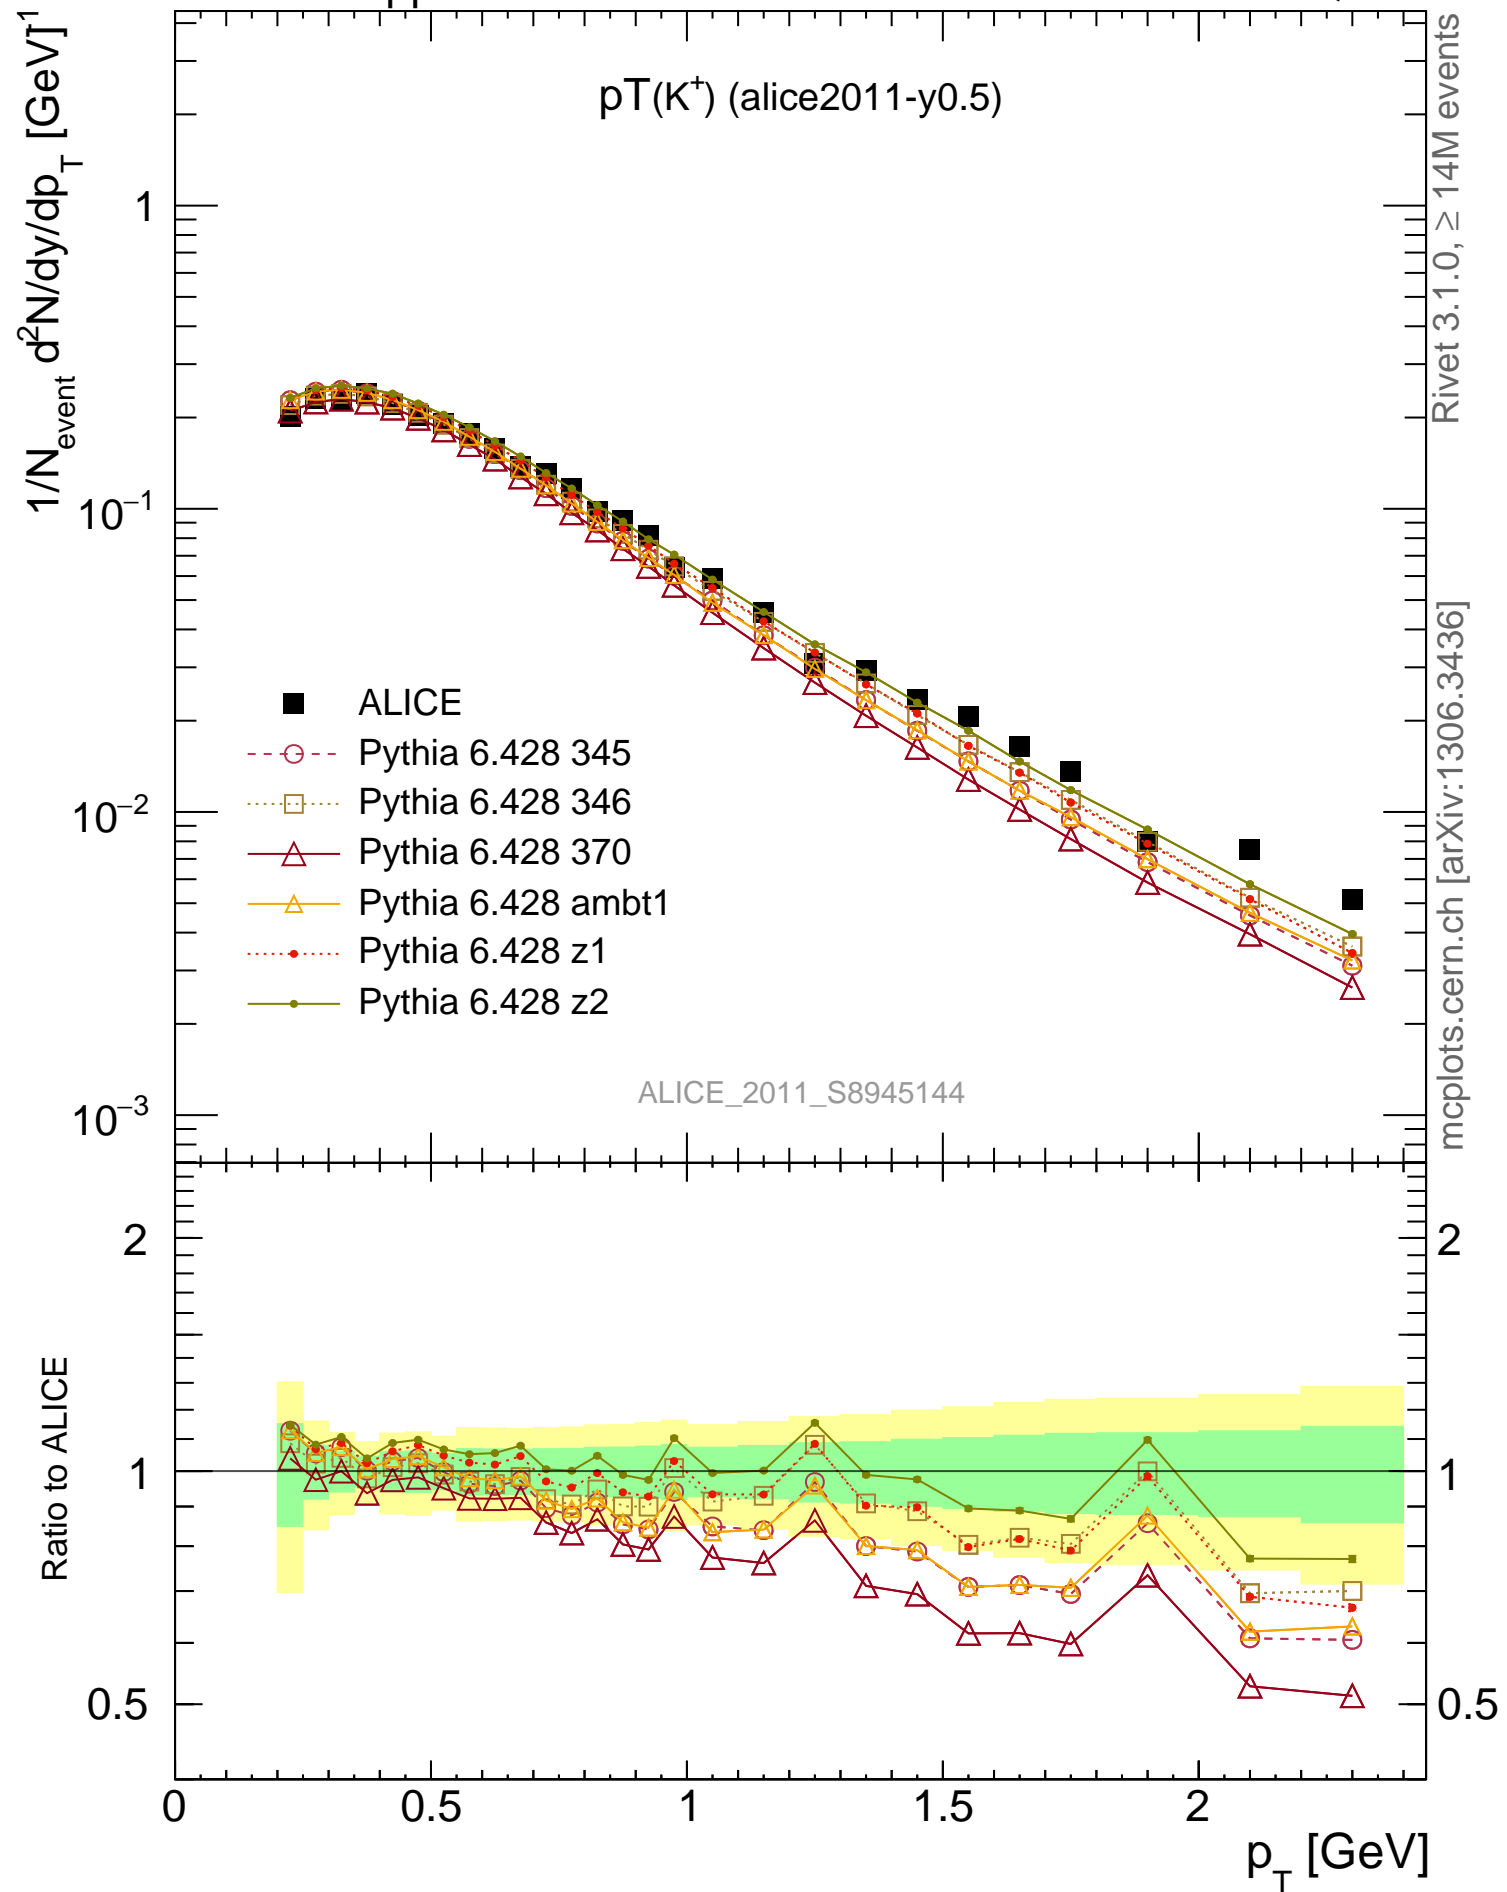 pT(K⁺) (alice2011-y0.5)
1/N_event d²N/dy/dp_T [GeV]⁻¹
1
10⁻¹
10⁻²
10⁻³
ALICE
Pythia 6.428 345
Pythia 6.428 346
Pythia 6.428 370
Pythia 6.428 ambt1
Pythia 6.428 z1
Pythia 6.428 z2
ALICE_2011_S8945144
Rivet 3.1.0, ≥ 14M events
mcplots.cern.ch [arXiv:1306.3436]
Ratio to ALICE
2
1
0.5
2
1
0.5
0
0.5
1
1.5
2
p_T [GeV]